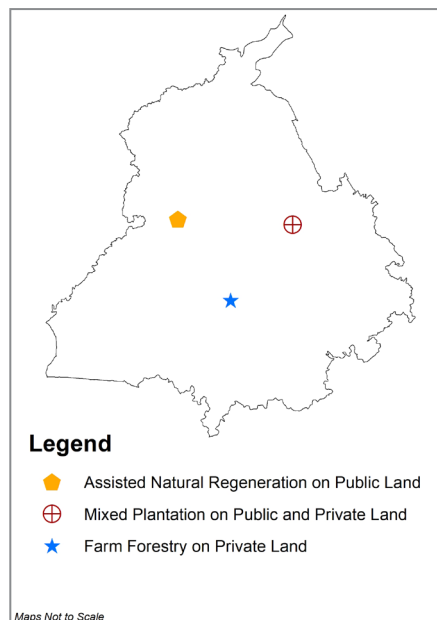 Legend
Assisted Natural Regeneration on Public Land
Mixed Plantation on Public and Private Land
Farm Forestry on Private Land
Maps Not to Scale